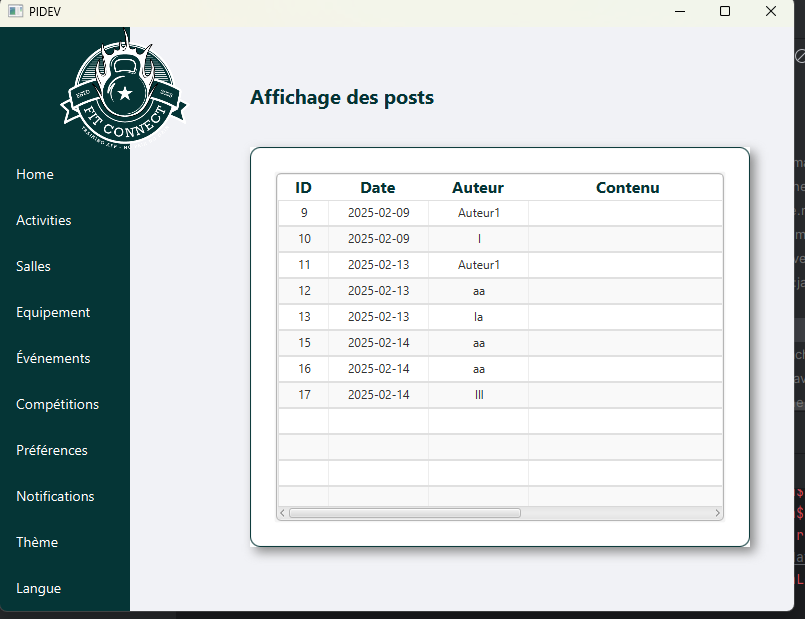 PIDEV
ESTD 2025
FIT CONNECT
Home
Activities
Salles
Equipement
Événements
Compétitions
Préférences
Notifications
Thème
Langue
Affichage des posts
ID Date Auteur Contenu
9 2025-02-09 Auteur1
10 2025-02-09 l
11 2025-02-13 Auteur1
12 2025-02-13 aa
13 2025-02-13 la
15 2025-02-14 aa
16 2025-02-14 aa
17 2025-02-14 lll